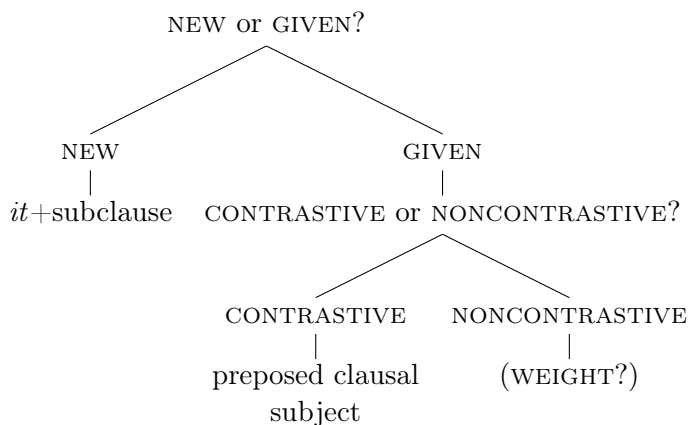 NEW or GIVEN?
NEW GIVEN
it+subclause CONTRASTIVE or NONCONTRASTIVE?
CONTRASTIVE NONCONTRASTIVE
preposed clausal (WEIGHT?)
subject